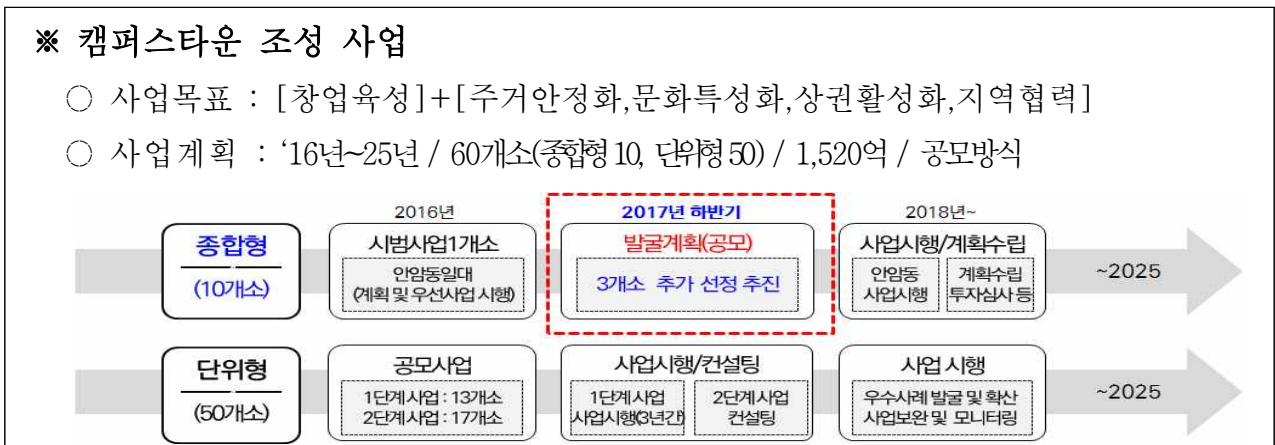 ※ 캠퍼스타운 조성 사업
○ 사업목표 : [창업육성]+[주거안정화,문화특성화,상권활성화,지역협력]
○ 사업계획 : ‘16년~25년 / 60개소(종합형 10, 단위형 50) / 1,520억 / 공모방식
2016년
2017년 하반기
2018년~
종합형
(10개소)
시범사업1개소
안암동일대
(계획 및 우선사업 시행)
발굴계획(공모)
3개소 추가 선정 추진
사업시행/계획수립
안암동
사업시행
계획수립
투자심사 등
~2025
단위형
(50개소)
공모사업
1단계사업 : 13개소
2단계사업 : 17개소
사업시행/컨설팅
1단계사업
사업시행(3년간)
2단계사업
컨설팅
사업 시행
우수사례 발굴 및 확산
사업보완 및 모니터링
~2025